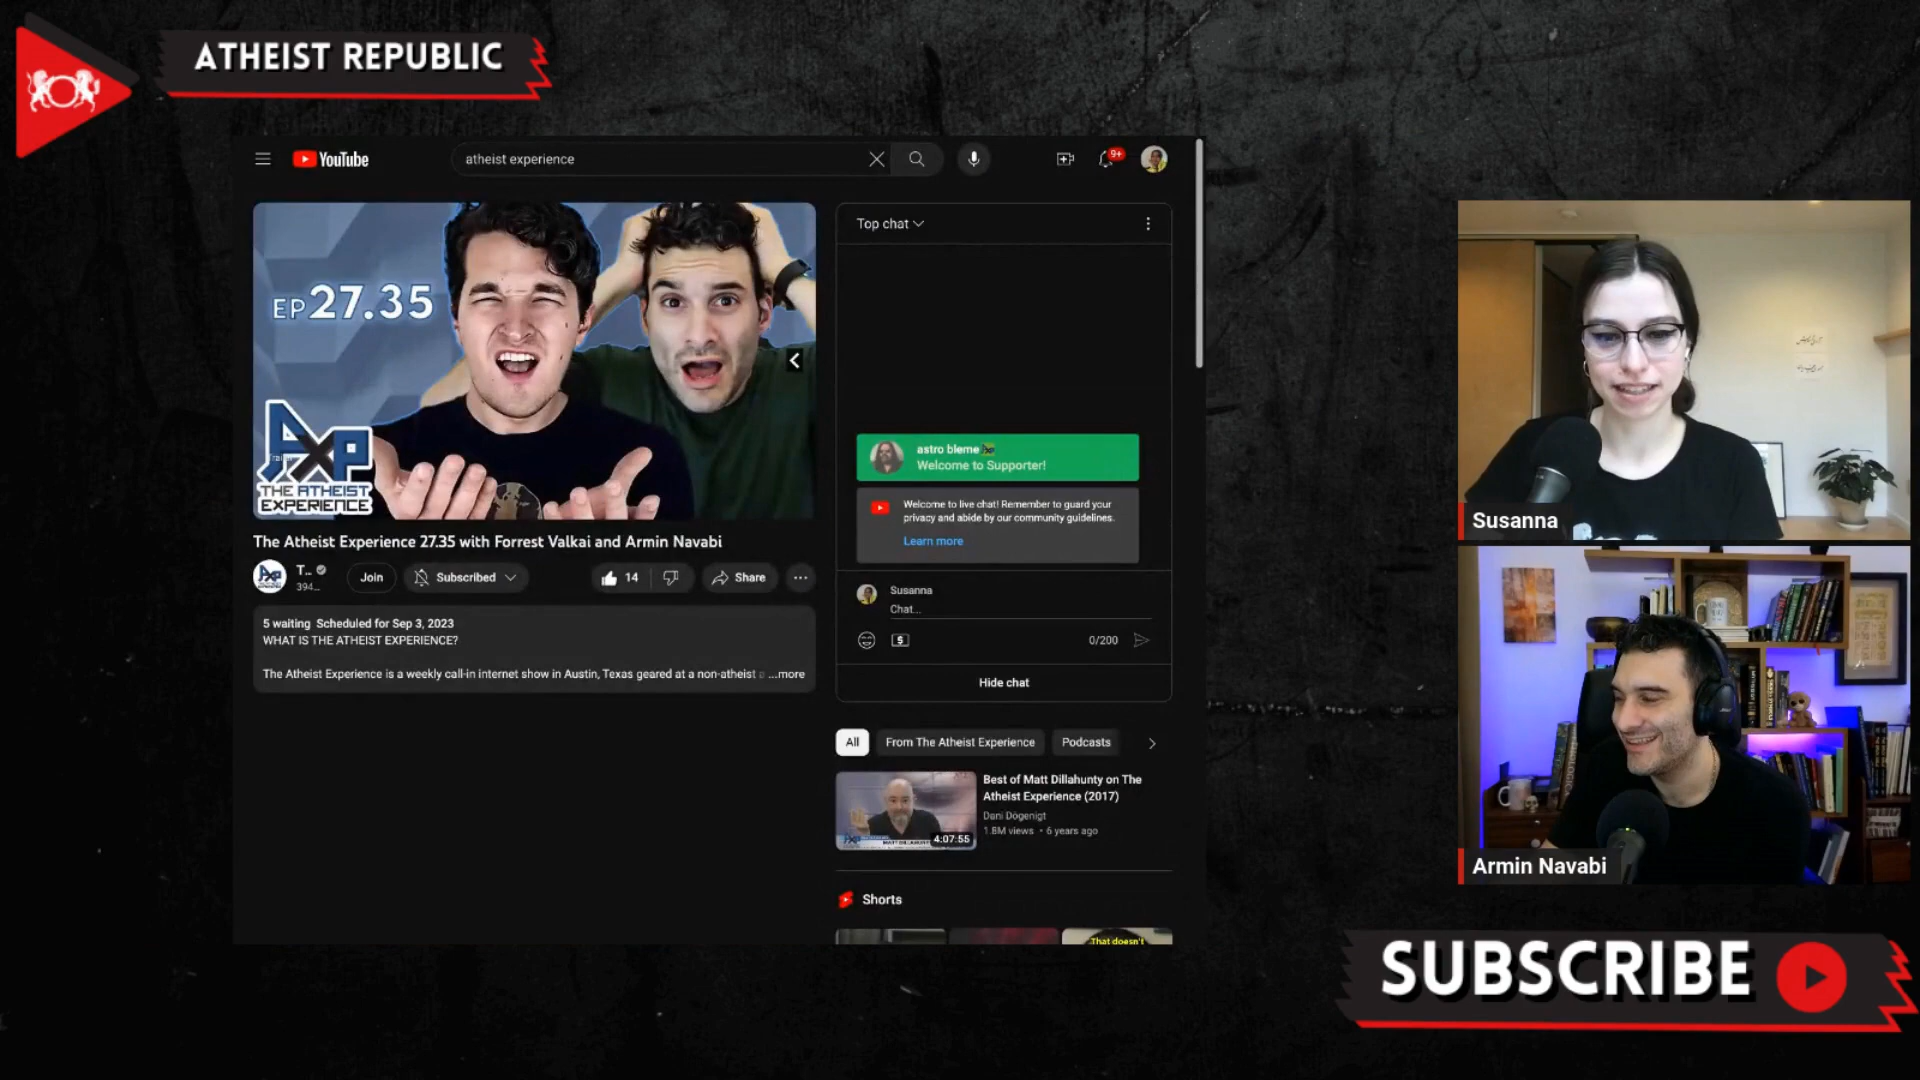 ATHEIST REPUBLIC
YouTube
atheist experience
9+
EP 27.35
AXP
THE ATHEIST
EXPERIENCE
The Atheist Experience 27.35 with Forrest Valkai and Armin Navabi
T...
394...
Join
Subscribed
14
Share
5 waiting Scheduled for Sep 3, 2023
WHAT IS THE ATHEIST EXPERIENCE?
The Atheist Experience is a weekly call-in internet show in Austin, Texas geared at a non-atheist a ...more
Top chat
astro bleme
Welcome to Supporter!
Welcome to live chat! Remember to guard your
privacy and abide by our community guidelines.
Learn more
Susanna
Chat...
0/200
Hide chat
All
From The Atheist Experience
Podcasts
Best of Matt Dillahunty on The
Atheist Experience (2017)
Dani Dögenigt
1.8M views • 6 years ago
4:07:55
Shorts
That doesn't
Susanna
Armin Navabi
SUBSCRIBE